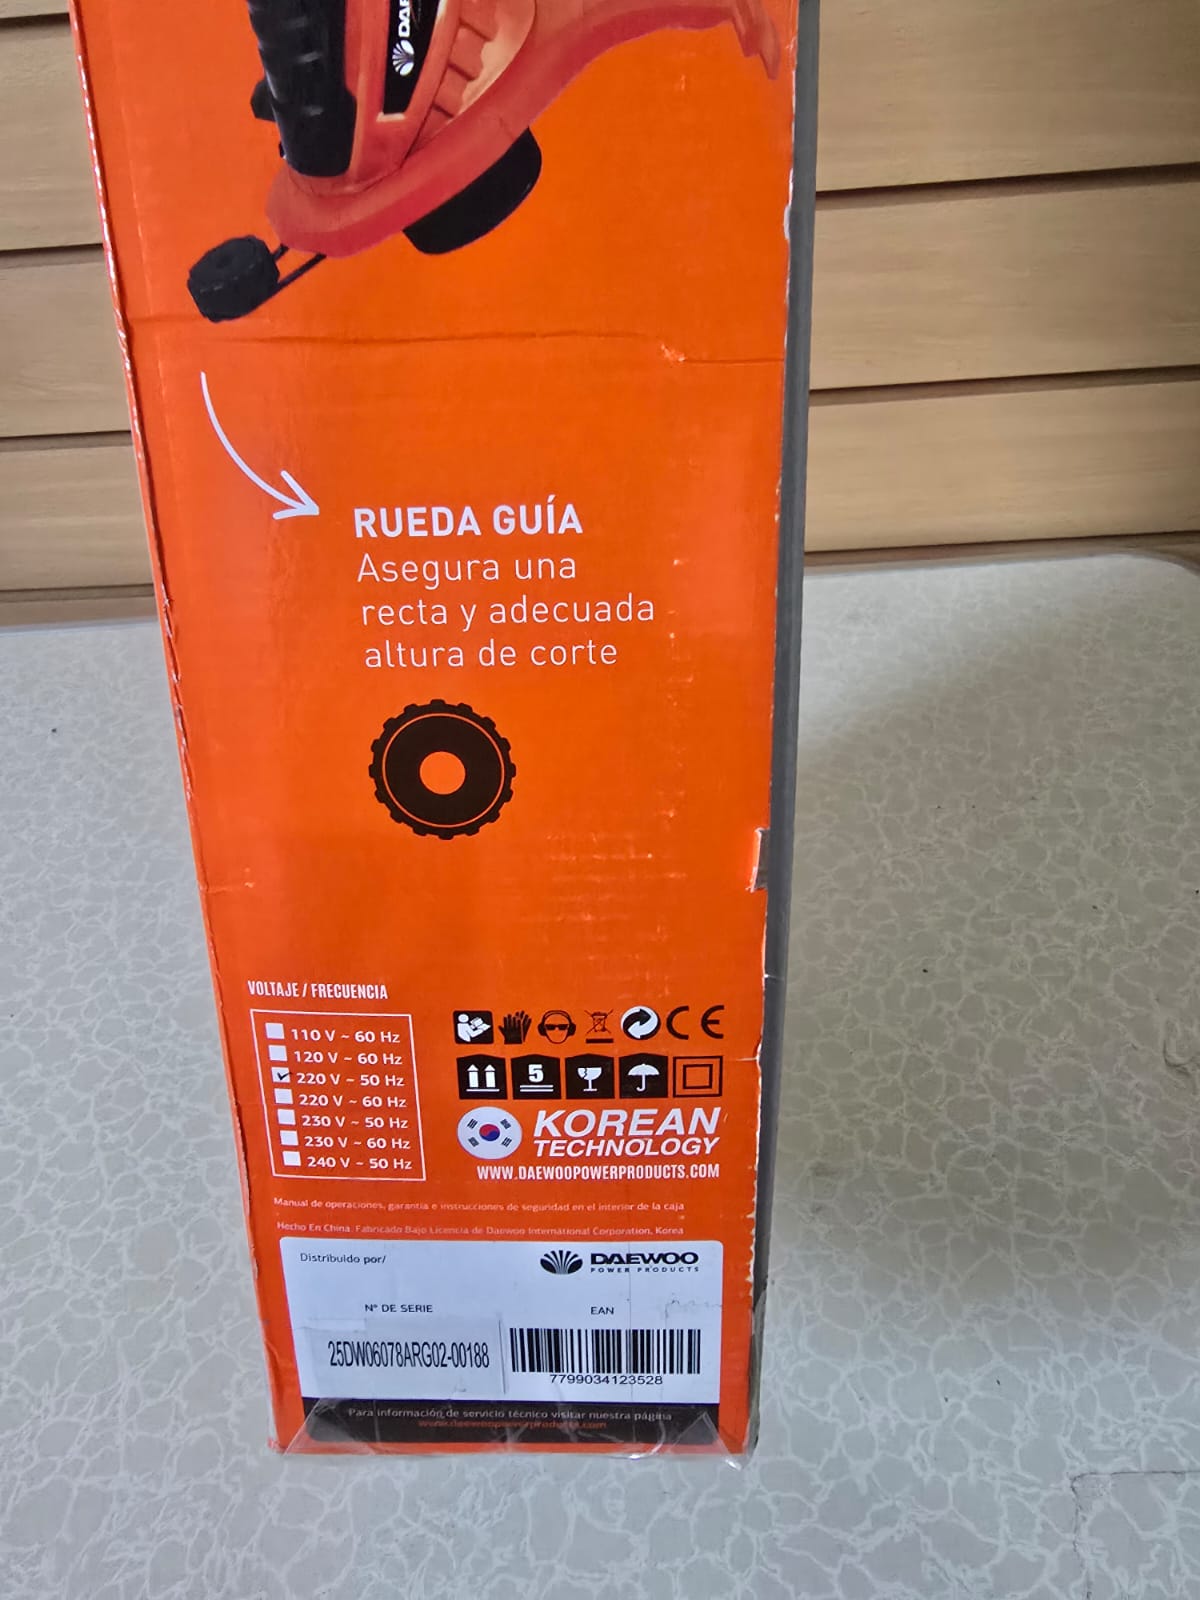 DAE
RUEDA GUÍA
Asegura una
recta y adecuada
altura de corte
VOLTAJE / FRECUENCIA
110 V ~ 60 Hz
120 V ~ 60 Hz
220 V ~ 50 Hz
220 V ~ 60 Hz
230 V ~ 50 Hz
230 V ~ 60 Hz
240 V ~ 50 Hz
CE
5
KOREAN
TECHNOLOGY
WWW.DAEWOOPOWERPRODUCTS.COM
Manual de operaciones, garantía e instrucciones de seguridad en el interior de la caja
Hecho En China. Fabricado Bajo Licencia de Daewoo International Corporation, Korea
Distribuido por/
DAEWOO
POWER PRODUCTS
N° DE SERIE
EAN
25DW06078ARG02-00188
7799034123528
Para información de servicio técnico visitar nuestra página
www.daewoopowerproducts.com